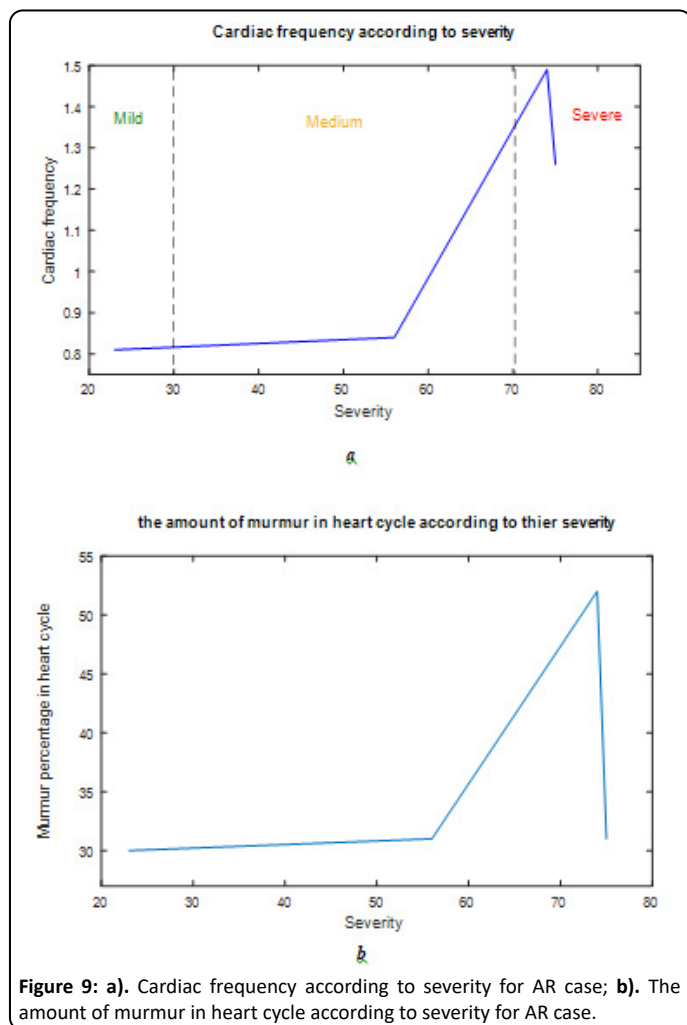 Cardiac frequency according to severity
1.5
1.4
1.3
1.2
1.1
1
0.9
0.8
Cardiac frequency
Mild
Medium
Severe
20 30 40 50 60 70 80
Severity
a
the amount of murmur in heart cycle according to thier severity
55
50
45
40
35
30
Murmur percentage in heart cycle
20 30 40 50 60 70 80
Severity
b
Figure 9: a). Cardiac frequency according to severity for AR case; b). The
amount of murmur in heart cycle according to severity for AR case.